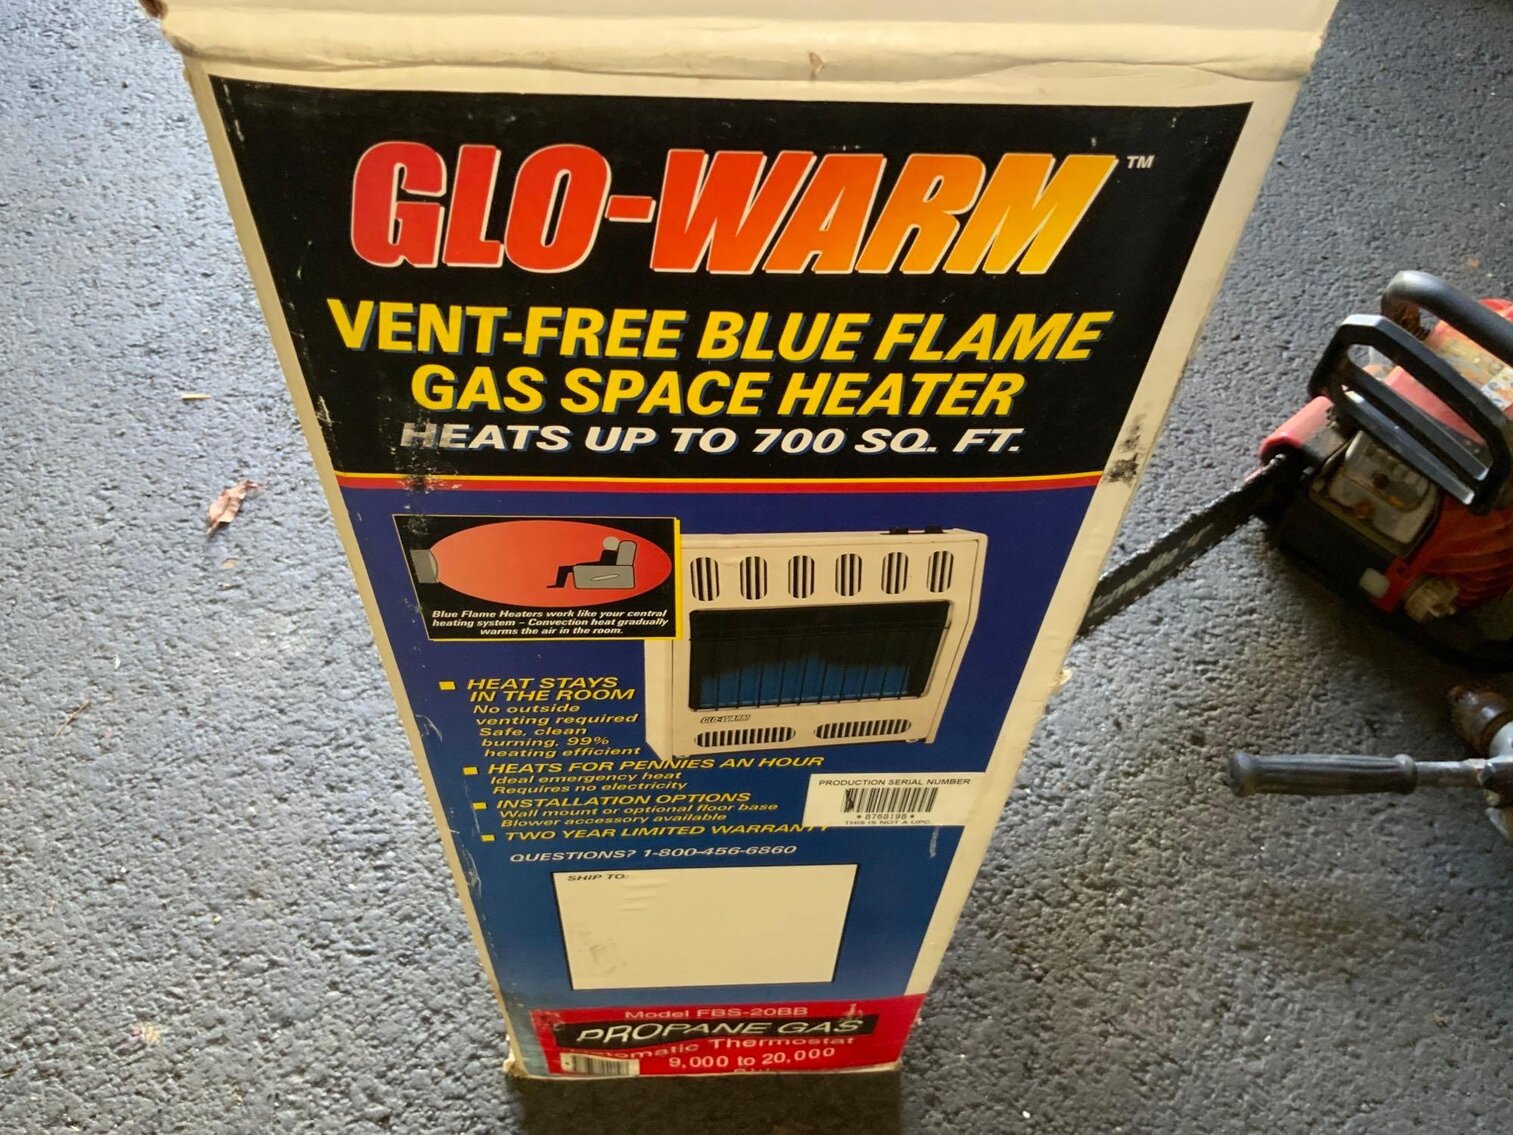 GLO-WARM™
VENT-FREE BLUE FLAME
GAS SPACE HEATER
HEATS UP TO 700 SQ. FT.
Blue Flame Heaters work like your central
heating system – Convection heat gradually
warms the air in the room.
GLO-WARM
HEAT STAYS
IN THE ROOM
No outside
venting required
Safe, clean
burning, 99%
heating efficient
HEATS FOR PENNIES AN HOUR
Ideal emergency heat
Requires no electricity
INSTALLATION OPTIONS
Wall mount or optional floor base
Blower accessory available
TWO YEAR LIMITED WARRANTY
QUESTIONS? 1-800-456-6860
PRODUCTION SERIAL NUMBER
*8768198*
THIS IS NOT A UPC
SHIP TO:
Model FBS-20BB
PROPANE GAS
Thermostat
9,000 to 20,000